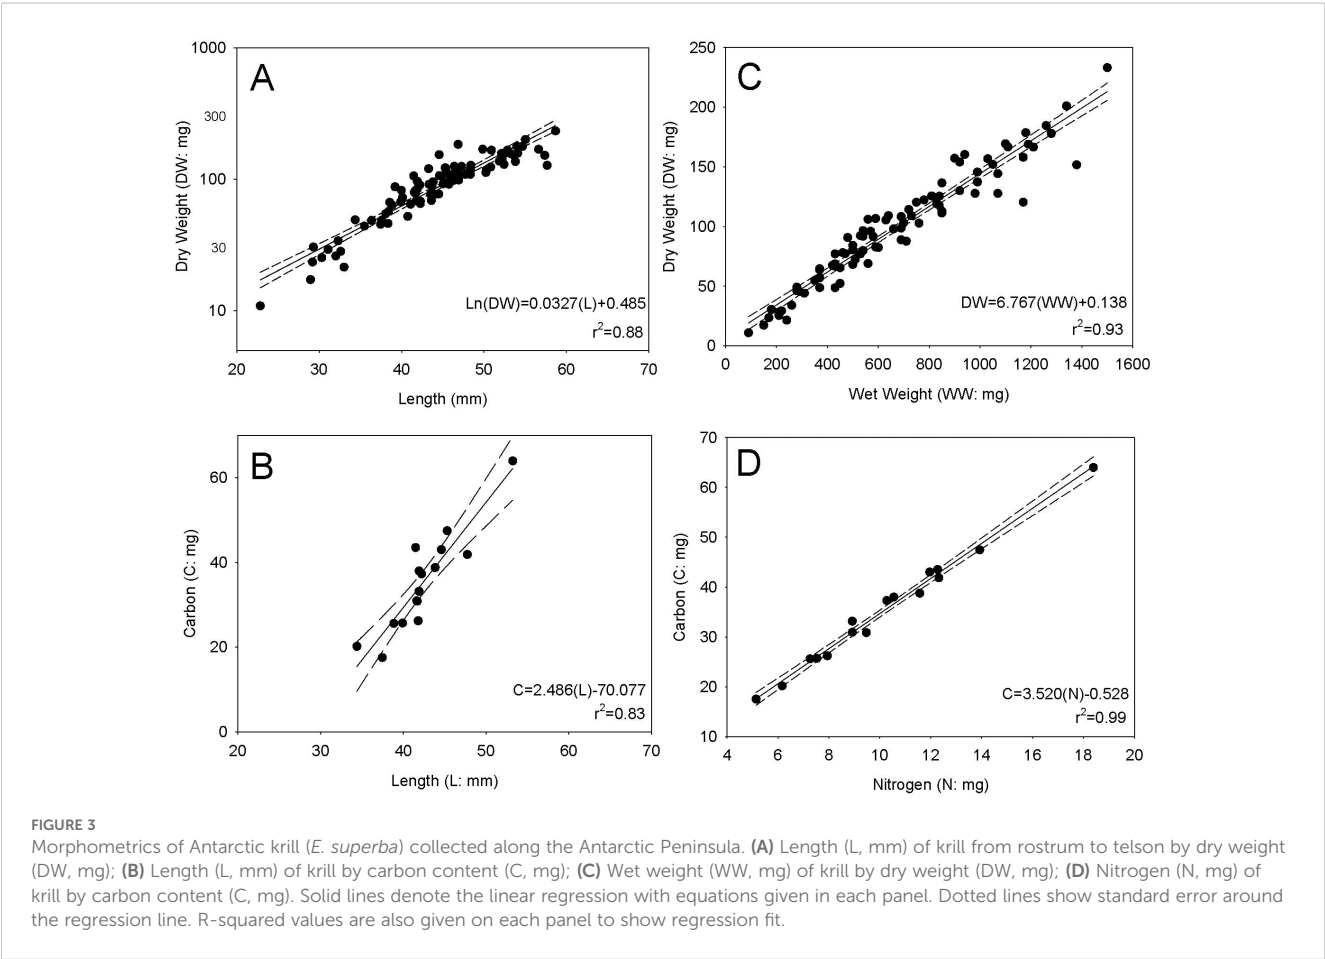 A
1000
300
100
30
10
Dry Weight (DW: mg)
Ln(DW)=0.0327(L)+0.485
r2=0.88
20 30 40 50 60 70
Length (mm)
C
250
200
150
100
50
0
Dry Weight (DW: mg)
DW=6.767(WW)+0.138
r2=0.93
0 200 400 600 800 1000 1200 1400 1600
Wet Weight (WW: mg)
B
60
40
20
0
Carbon (C: mg)
C=2.486(L)-70.077
r2=0.83
20 30 40 50 60 70
Length (L: mm)
D
70
60
50
40
30
20
10
Carbon (C: mg)
C=3.520(N)-0.528
r2=0.99
4 6 8 10 12 14 16 18 20
Nitrogen (N: mg)
FIGURE 3
Morphometrics of Antarctic krill (E. superba) collected along the Antarctic Peninsula. (A) Length (L, mm) of krill from rostrum to telson by dry weight
(DW, mg); (B) Length (L, mm) of krill by carbon content (C, mg); (C) Wet weight (WW, mg) of krill by dry weight (DW, mg); (D) Nitrogen (N, mg) of
krill by carbon content (C, mg). Solid lines denote the linear regression with equations given in each panel. Dotted lines show standard error around
the regression line. R-squared values are also given on each panel to show regression fit.